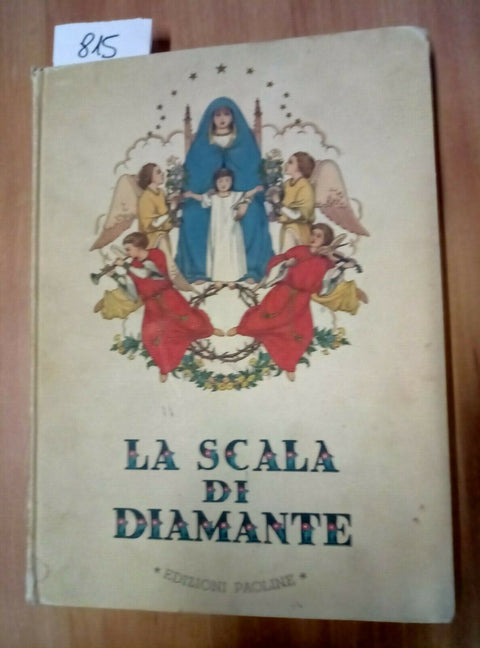 815
LA SCALA
DI
DIAMANTE
* EDIZIONI PAOLINE *